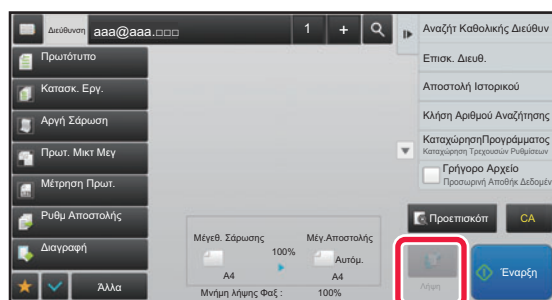 Διεύθυνση aaa@aaa.□□□ 1 +
Πρωτότυπο
Κατασκ. Εργ.
Αργή Σάρωση
Πρωτ. Μικτ Μεγ
Μέτρηση Πρωτ.
Ρυθμ Αποστολής
Διαγραφή
Άλλα
Μέγεθ. Σάρωσης
100%
Μέγ.Αποστολής
Αυτόμ.
A4
A4
Μνήμη λήψης Φαξ : 100%
Αναζήτ Καθολικής Διεύθυν
Επισκ. Διευθ.
Αποστολή Ιστορικού
Κλήση Αριθμού Αναζήτησης
ΚαταχώρησηΠρογράμματος
Καταχώρηση Τρεχουσών Ρυθμίσεων
Γρήγορο Αρχείο
Προσωρινή Αποθήκ Δεδομέν
Προεπισκόπ
CA
Λήψη
Έναρξη